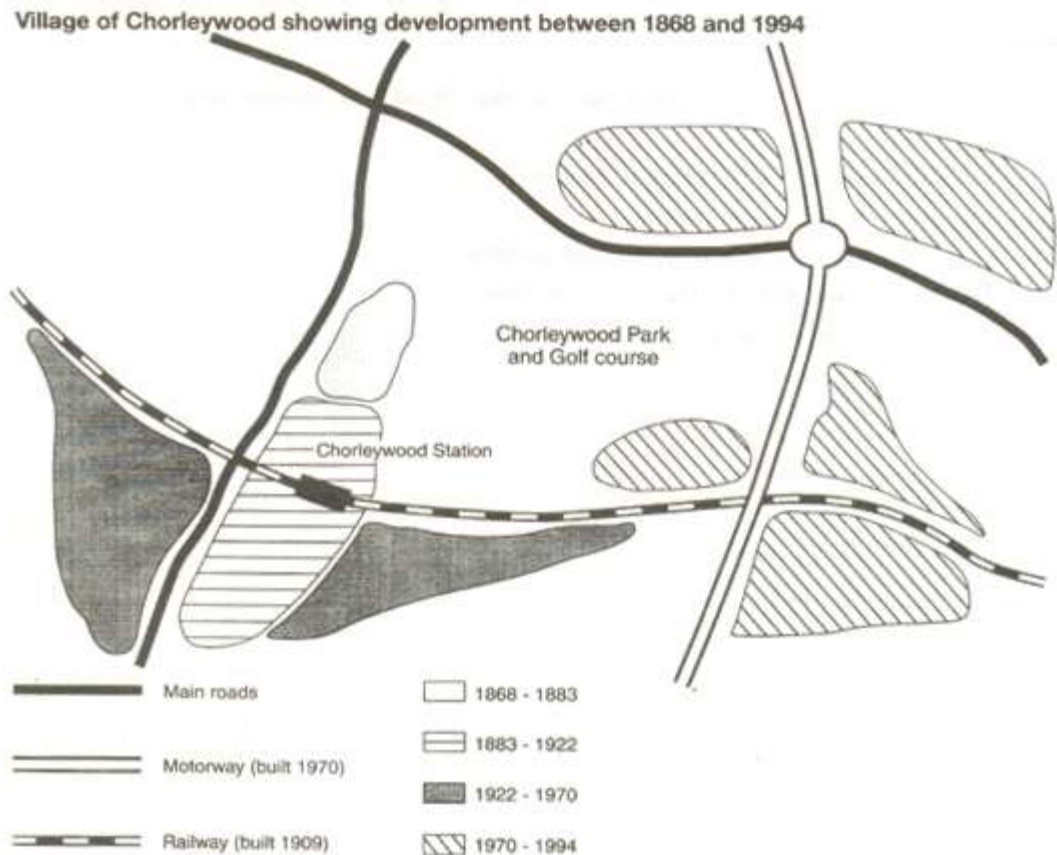 Village of Chorleywood showing development between 1868 and 1994
Chorleywood Park
and Golf course
Chorleywood Station
Main roads
Motorway (built 1970)
Railway (built 1909)
1868 - 1883
1883 - 1922
1922 - 1970
1970 - 1994